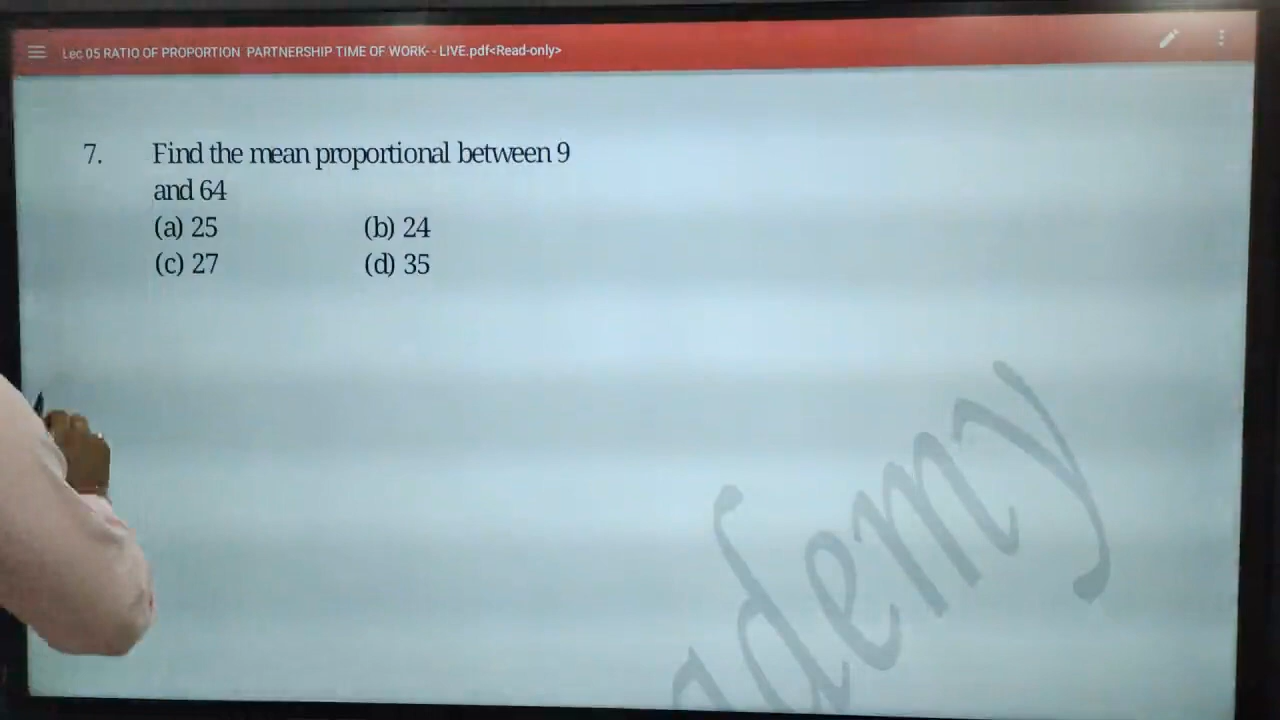 Lec 05 RATIO OF PROPORTION PARTNERSHIP TIME OF WORK-- LIVE.pdf<Read-only>
7. Find the mean proportional between 9
and 64
(a) 25 (b) 24
(c) 27 (d) 35
ademy